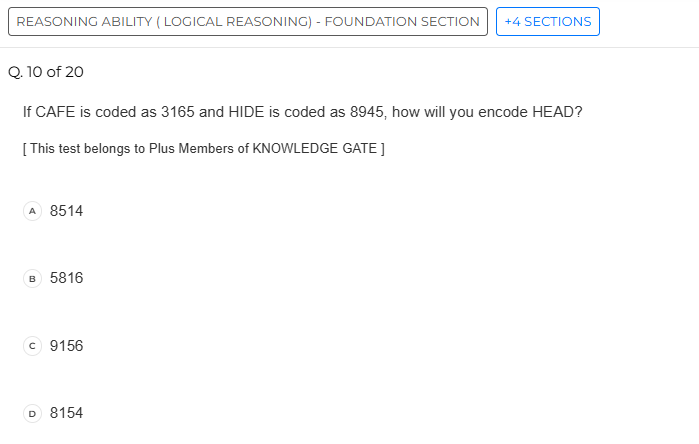 REASONING ABILITY ( LOGICAL REASONING) - FOUNDATION SECTION +4 SECTIONS
Q. 10 of 20
If CAFE is coded as 3165 and HIDE is coded as 8945, how will you encode HEAD?
[ This test belongs to Plus Members of KNOWLEDGE GATE ]
A 8514
B 5816
C 9156
D 8154